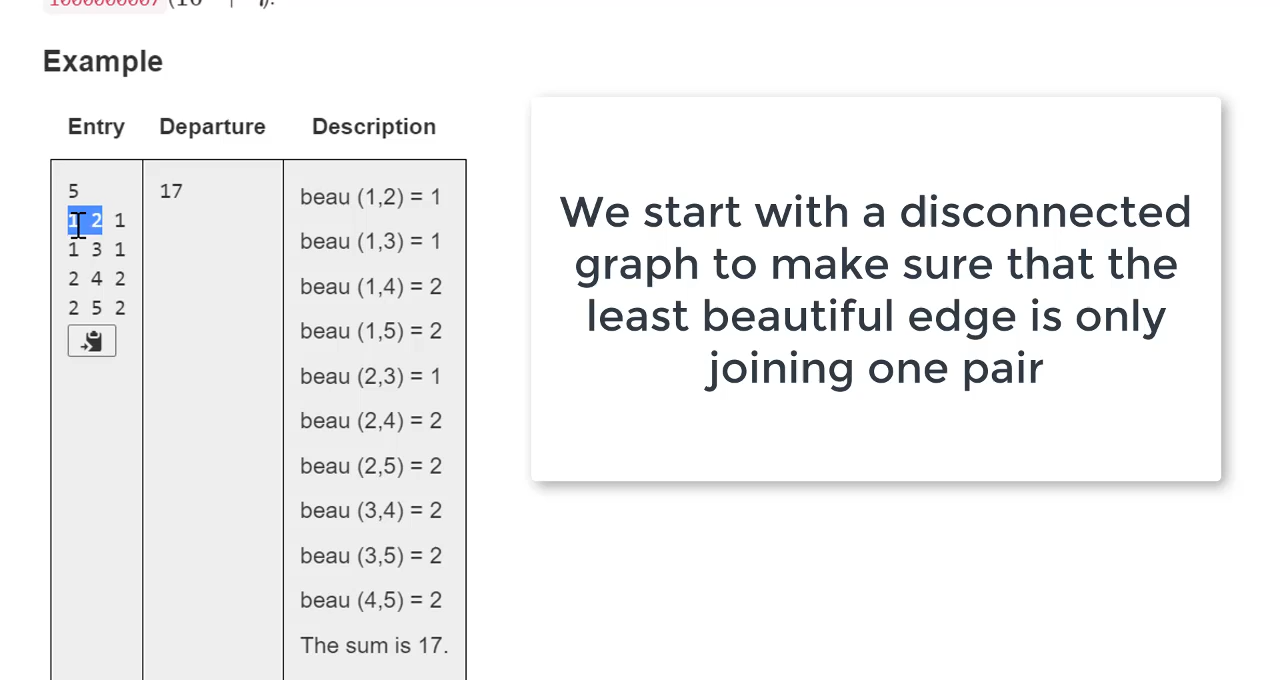 Example
Entry Departure Description
5
1 2 1
1 3 1
2 4 2
2 5 2
17
beau (1,2) = 1
beau (1,3) = 1
beau (1,4) = 2
beau (1,5) = 2
beau (2,3) = 1
beau (2,4) = 2
beau (2,5) = 2
beau (3,4) = 2
beau (3,5) = 2
beau (4,5) = 2
The sum is 17.
We start with a disconnected
graph to make sure that the
least beautiful edge is only
joining one pair